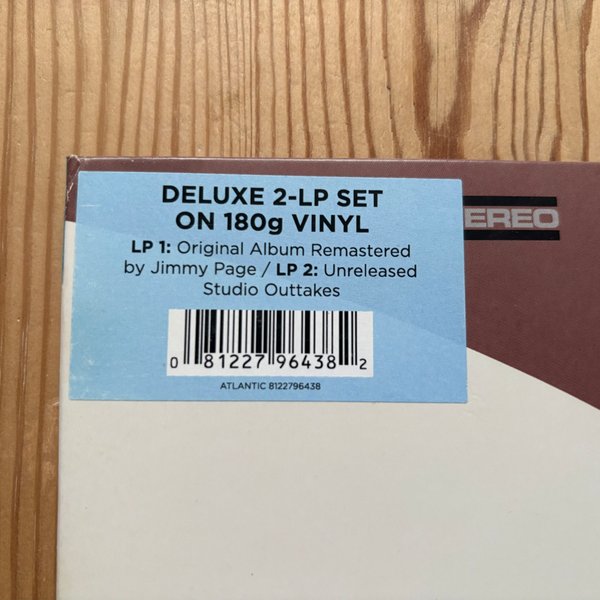 DELUXE 2-LP SET
ON 180g VINYL
LP 1: Original Album Remastered
by Jimmy Page / LP 2: Unreleased
Studio Outtakes
0 81227 96438 2
ATLANTIC 8122796438
EREO